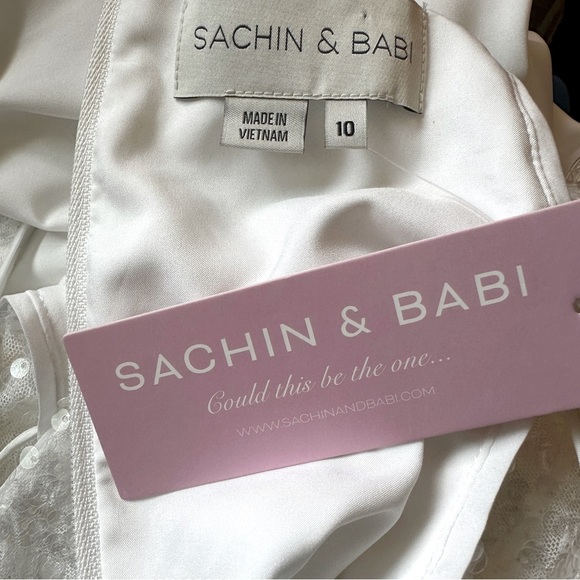 SACHIN & BABI
MADE IN
VIETNAM
10
SACHIN & BABI
Could this be the one...
WWW.SACHINANDBABI.COM